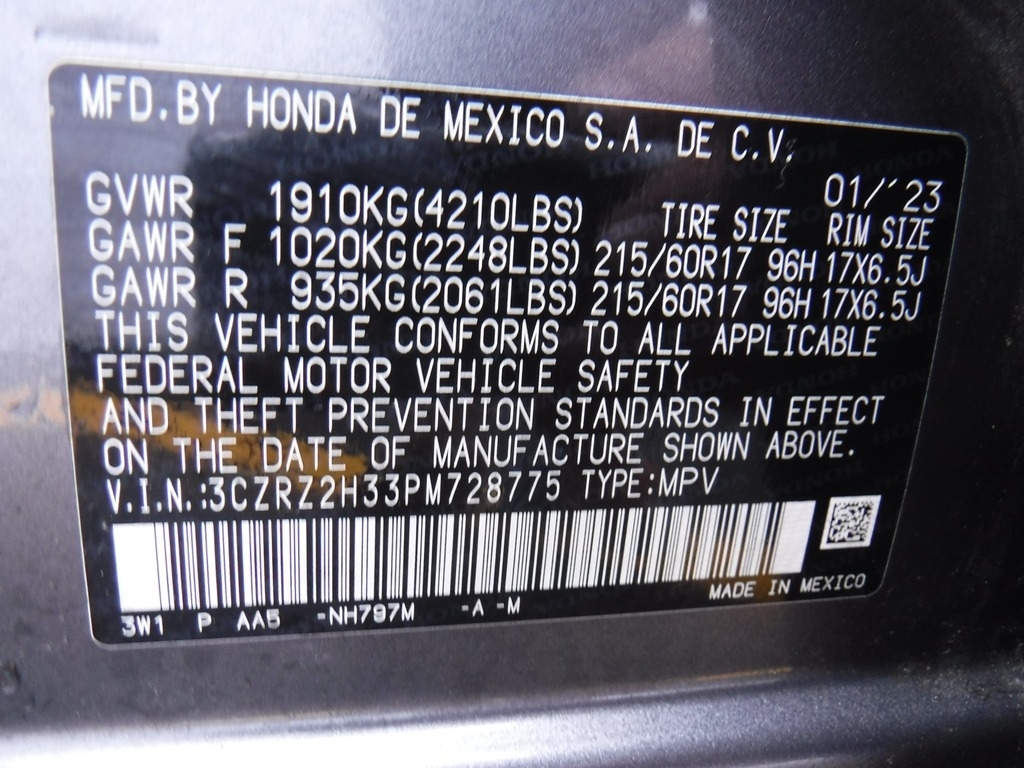 MFD.BY HONDA DE MEXICO S.A. DE C.V.
01/'23
GVWR 1910KG(4210LBS) TIRE SIZE RIM SIZE
GAWR F 1020KG(2248LBS) 215/60R17 96H 17X6.5J
GAWR R 935KG(2061LBS) 215/60R17 96H 17X6.5J
THIS VEHICLE CONFORMS TO ALL APPLICABLE
FEDERAL MOTOR VEHICLE SAFETY
AND THEFT PREVENTION STANDARDS IN EFFECT
ON THE DATE OF MANUFACTURE SHOWN ABOVE.
V.I.N.:3CZRZ2H33PM728775 TYPE:MPV
MADE IN MEXICO
3W1 P AA5 -NH797M -A -M